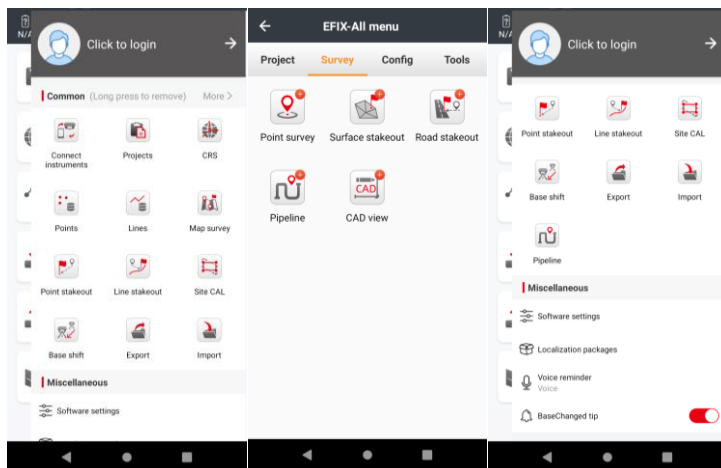 N/A
Click to login
Common (Long press to remove) More >
Connect instruments
Projects
CRS
Points
Lines
Map survey
Point stakeout
Line stakeout
Site CAL
Base shift
Export
Import
Miscellaneous
Software settings
EFIX-All menu
Project Survey Config Tools
Point survey
Surface stakeout
Road stakeout
Pipeline
CAD
CAD view
Click to login
Point stakeout
Line stakeout
Site CAL
Base shift
Export
Import
Pipeline
Miscellaneous
Software settings
Localization packages
Voice reminder
Voice
BaseChanged tip